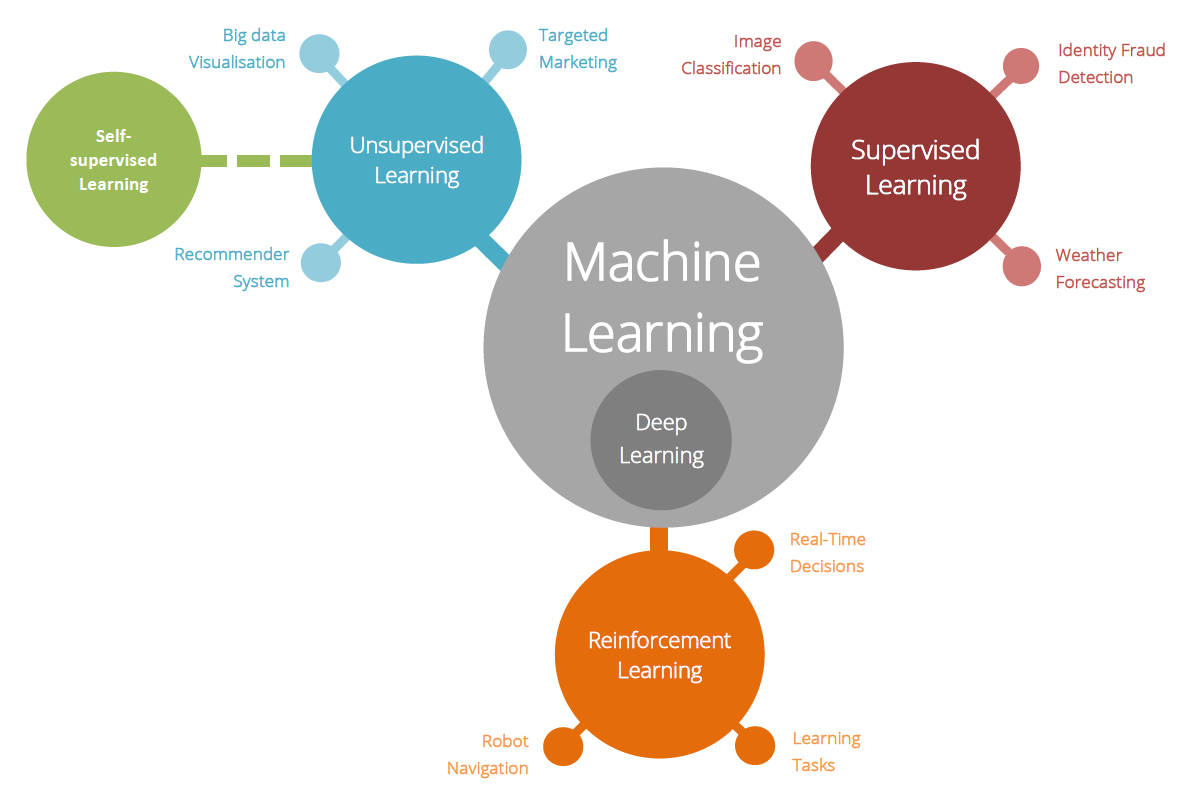 Big data
Visualisation
Targeted
Marketing
Image
Classification
Identity Fraud
Detection
Self-
supervised
Learning
Unsupervised
Learning
Supervised
Learning
Recommender
System
Weather
Forecasting
Machine
Learning
Deep
Learning
Real-Time
Decisions
Reinforcement
Learning
Robot
Navigation
Learning
Tasks